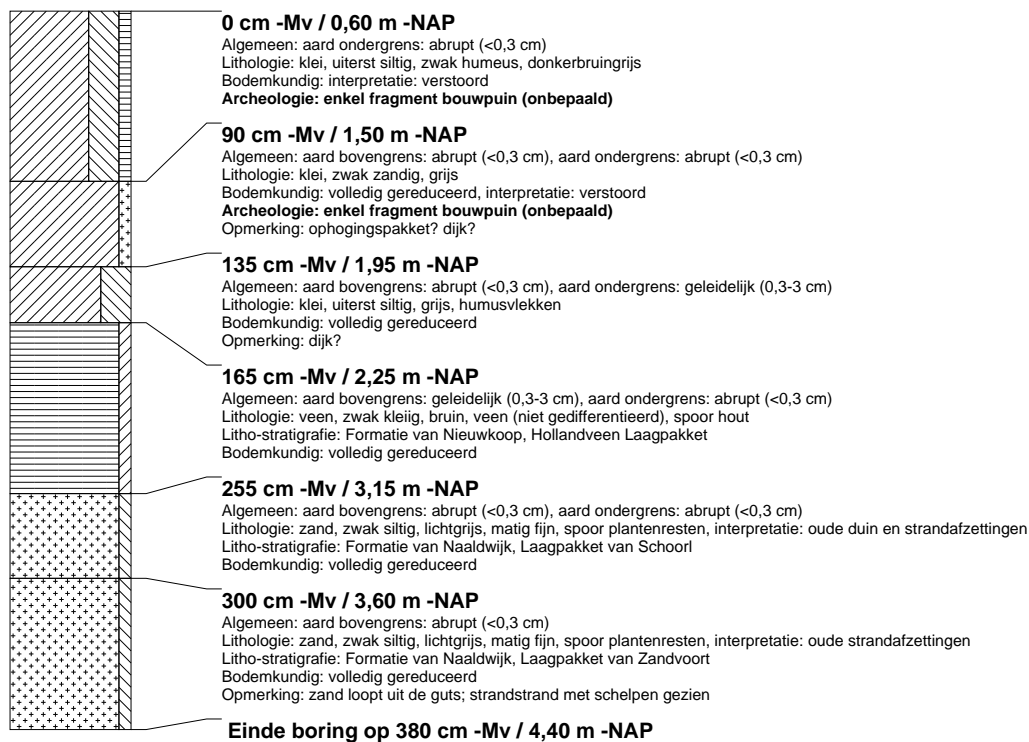 0 cm -Mv / 0,60 m -NAP
Algemeen: aard ondergrens: abrupt (<0,3 cm)
Lithologie: klei, uiterst siltig, zwak humeus, donkerbruingrijs
Bodemkundig: interpretatie: verstoord
Archeologie: enkel fragment bouwpuin (onbepaald)
90 cm -Mv / 1,50 m -NAP
Algemeen: aard bovengrens: abrupt (<0,3 cm), aard ondergrens: abrupt (<0,3 cm)
Lithologie: klei, zwak zandig, grijs
Bodemkundig: volledig gereduceerd, interpretatie: verstoord
Archeologie: enkel fragment bouwpuin (onbepaald)
Opmerking: ophogingspakket? dijk?
135 cm -Mv / 1,95 m -NAP
Algemeen: aard bovengrens: abrupt (<0,3 cm), aard ondergrens: geleidelijk (0,3-3 cm)
Lithologie: klei, uiterst siltig, grijs, humusvlekken
Bodemkundig: volledig gereduceerd
Opmerking: dijk?
165 cm -Mv / 2,25 m -NAP
Algemeen: aard bovengrens: geleidelijk (0,3-3 cm), aard ondergrens: abrupt (<0,3 cm)
Lithologie: veen, zwak kleiig, bruin, veen (niet gedifferentieerd), spoor hout
Litho-stratigrafie: Formatie van Nieuwkoop, Hollandveen Laagpakket
Bodemkundig: volledig gereduceerd
255 cm -Mv / 3,15 m -NAP
Algemeen: aard bovengrens: abrupt (<0,3 cm), aard ondergrens: abrupt (<0,3 cm)
Lithologie: zand, zwak siltig, lichtgrijs, matig fijn, spoor plantenresten, interpretatie: oude duin en strandafzettingen
Litho-stratigrafie: Formatie van Naaldwijk, Laagpakket van Schoorl
Bodemkundig: volledig gereduceerd
300 cm -Mv / 3,60 m -NAP
Algemeen: aard bovengrens: abrupt (<0,3 cm)
Lithologie: zand, zwak siltig, lichtgrijs, matig fijn, spoor plantenresten, interpretatie: oude strandafzettingen
Litho-stratigrafie: Formatie van Naaldwijk, Laagpakket van Zandvoort
Bodemkundig: volledig gereduceerd
Opmerking: zand loopt uit de guts; strandstrand met schelpen gezien
Einde boring op 380 cm -Mv / 4,40 m -NAP